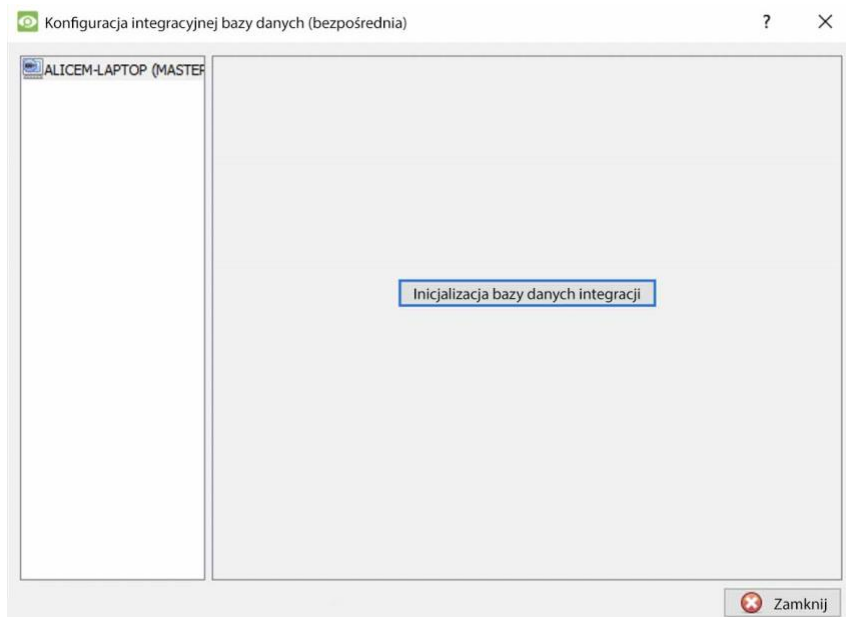 Konfiguracja integracyjnej bazy danych (bezpośrednia)
ALICEM-LAPTOP (MASTER
Inicjalizacja bazy danych integracji
Zamknij